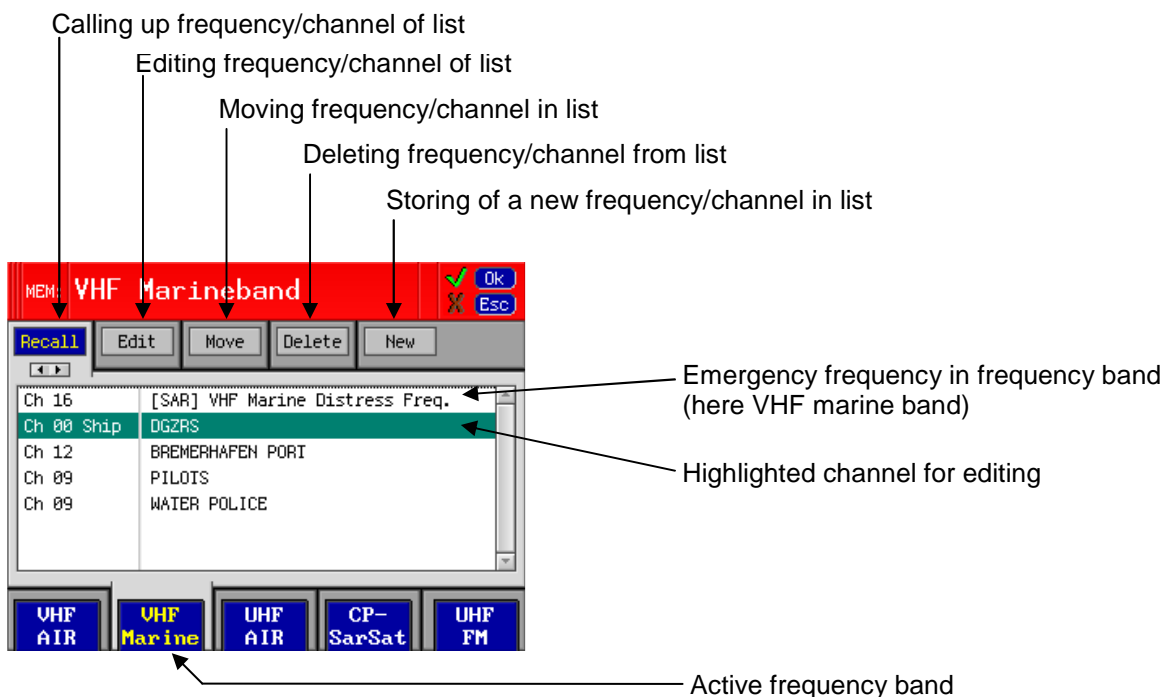 Calling up frequency/channel of list
Editing frequency/channel of list
Moving frequency/channel in list
Deleting frequency/channel from list
Storing of a new frequency/channel in list
MEM: VHF Marineband
Ok
Esc
Recall Edit Move Delete New
Ch 16 [SAR] VHF Marine Distress Freq.
Ch 00 Ship DGZRS
Ch 12 BREMERHAFEN PORT
Ch 09 PILOTS
Ch 09 WATER POLICE
Emergency frequency in frequency band
(here VHF marine band)
Highlighted channel for editing
VHF AIR
VHF Marine
UHF AIR
CP-SarSat
UHF FM
Active frequency band